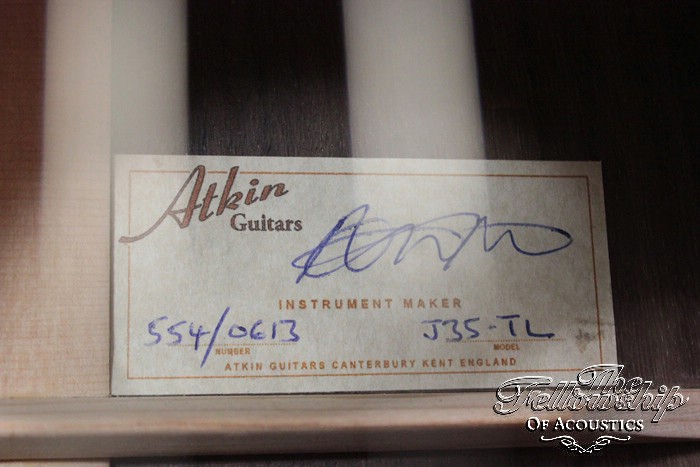 Atkin
Guitars
INSTRUMENT MAKER
554/0613
NUMBER
J35-TL
MODEL
ATKIN GUITARS CANTERBURY KENT ENGLAND
The
Fellowship
OF ACOUSTICS